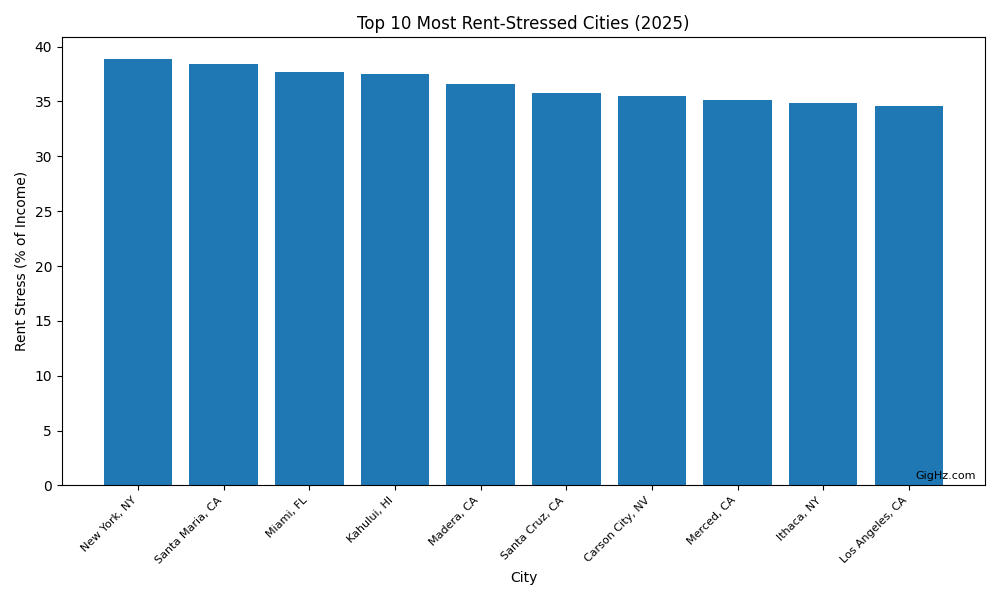 Top 10 Most Rent-Stressed Cities (2025)
Rent Stress (% of Income)
40
35
30
25
20
15
10
5
0
GigHz.com
New York, NY
Santa Maria, CA
Miami, FL
Kahului, HI
Madera, CA
Santa Cruz, CA
Carson City, NV
Merced, CA
Ithaca, NY
Los Angeles, CA
City